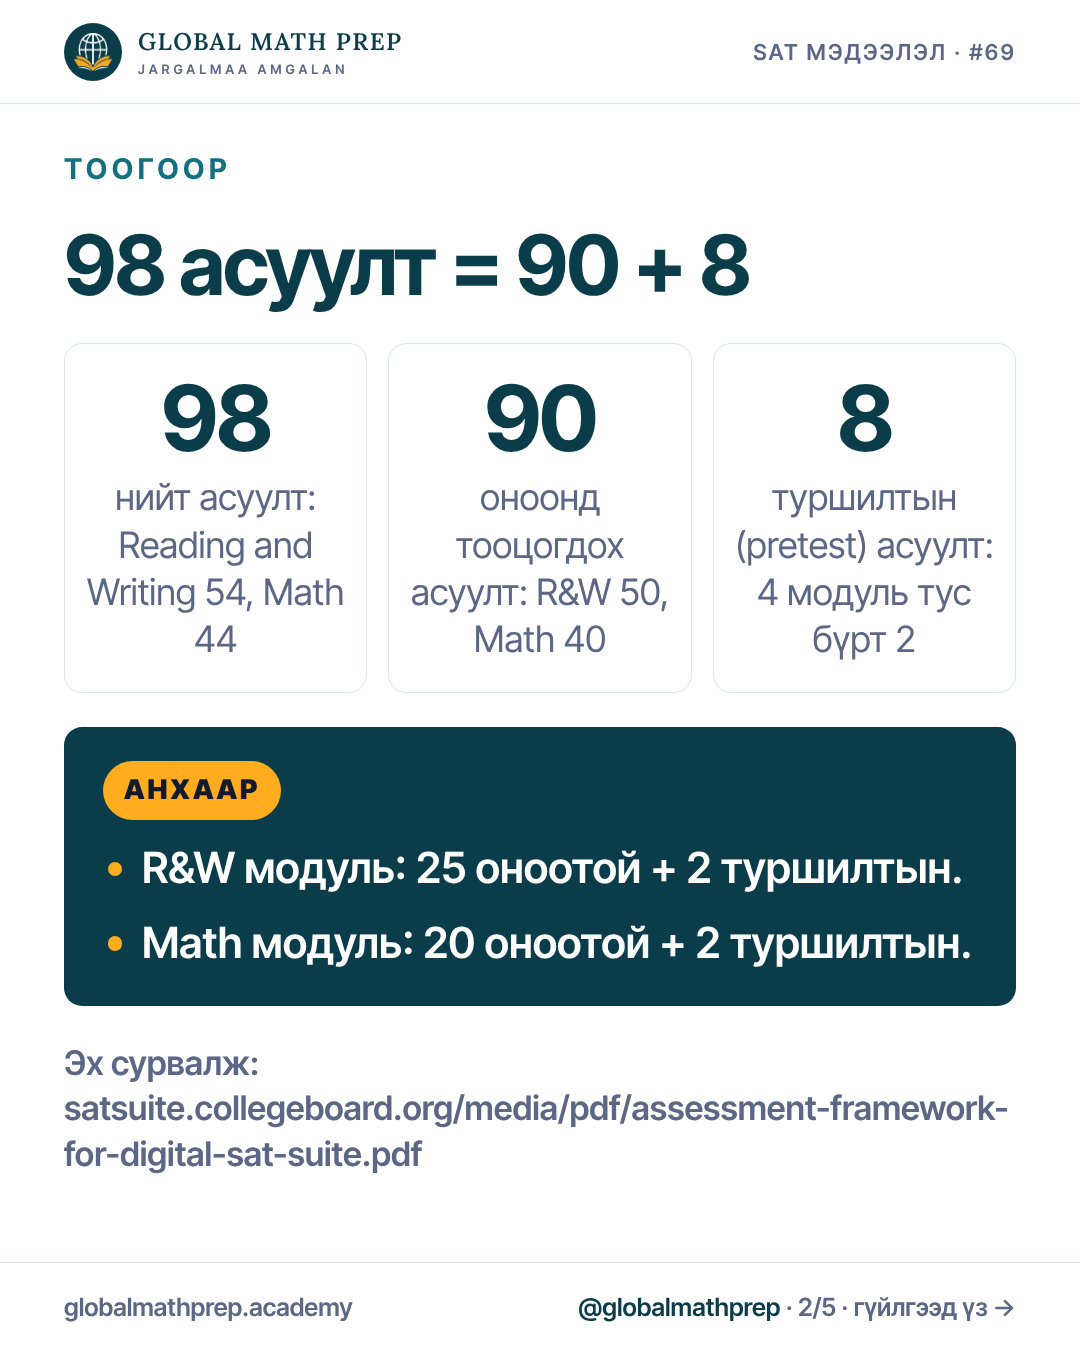 GLOBAL MATH PREP
JARGALMAA AMGALAN
SAT МЭДЭЭЛЭЛ · #69
ТООГООР
98 асуулт = 90 + 8
98
нийт асуулт:
Reading and
Writing 54, Math
44
90
оноонд
тооцогдох
асуулт: R&W 50,
Math 40
8
туршилтын
(pretest) асуулт:
4 модуль тус
бүрт 2
АНХААР
• R&W модуль: 25 оноотой + 2 туршилтын.
• Math модуль: 20 оноотой + 2 туршилтын.
Эх сурвалж:
satsuite.collegeboard.org/media/pdf/assessment-framework-
for-digital-sat-suite.pdf
globalmathprep.academy
@globalmathprep · 2/5 · гүйлгээд үз →